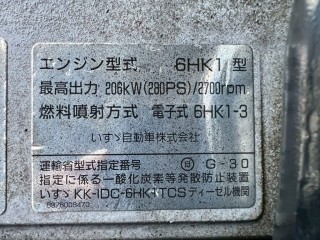 エンジン型式 6HK1 型
最高出力 206kW(280PS)/2700rpm
燃料噴射方式 電子式 6HK1-3
いすゞ自動車株式会社
運輸省型式指定番号 G-30
指定に係る一酸化炭素等発散防止装置
いすゞ KK-IDC-6HK1TCS ディーゼル機関